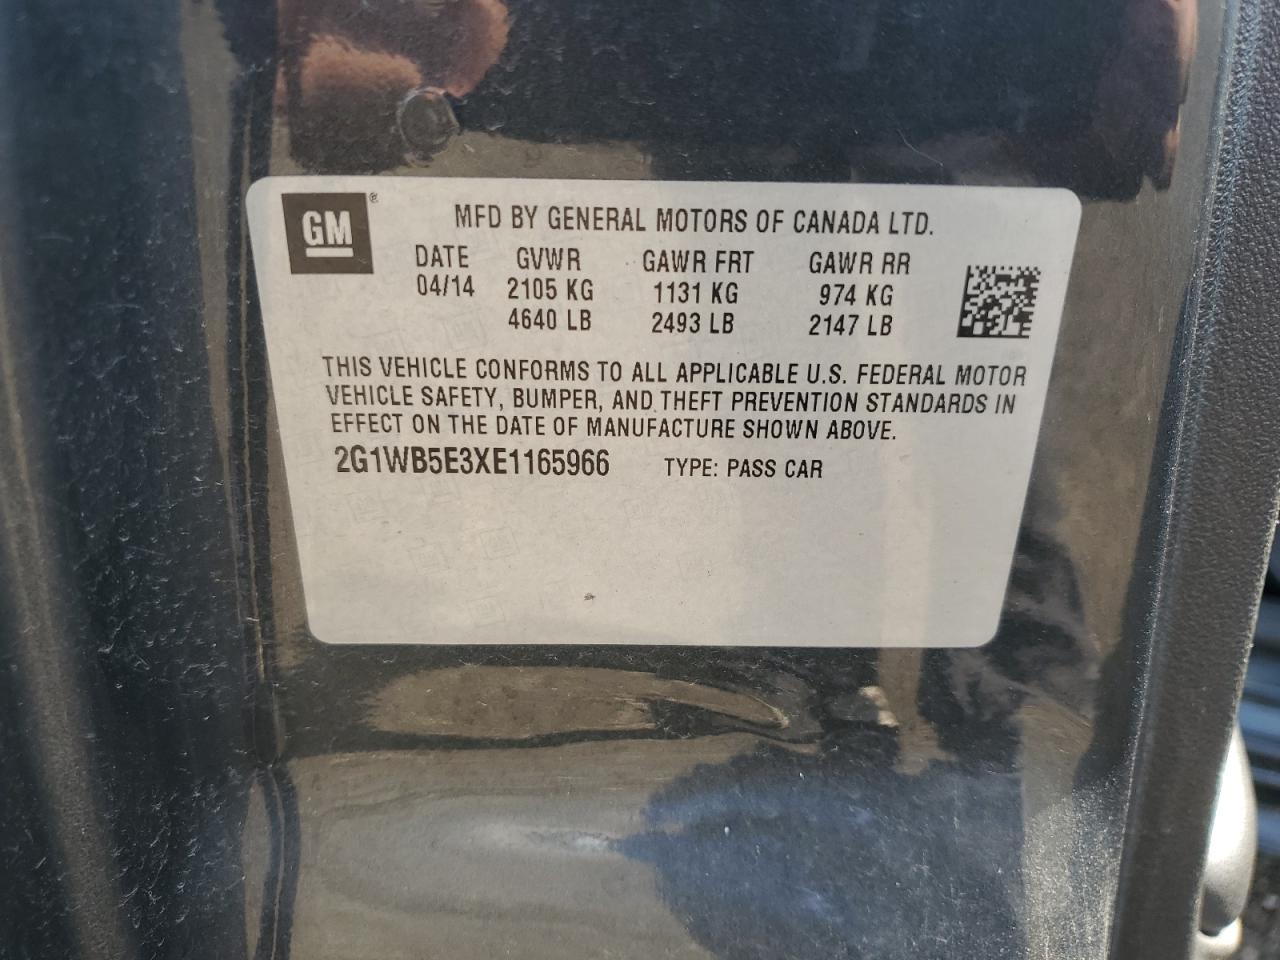 GM ®
MFD BY GENERAL MOTORS OF CANADA LTD.
DATE GVWR GAWR FRT GAWR RR
04/14 2105 KG 1131 KG 974 KG
4640 LB 2493 LB 2147 LB
THIS VEHICLE CONFORMS TO ALL APPLICABLE U.S. FEDERAL MOTOR
VEHICLE SAFETY, BUMPER, AND THEFT PREVENTION STANDARDS IN
EFFECT ON THE DATE OF MANUFACTURE SHOWN ABOVE.
2G1WB5E3XE1165966 TYPE: PASS CAR